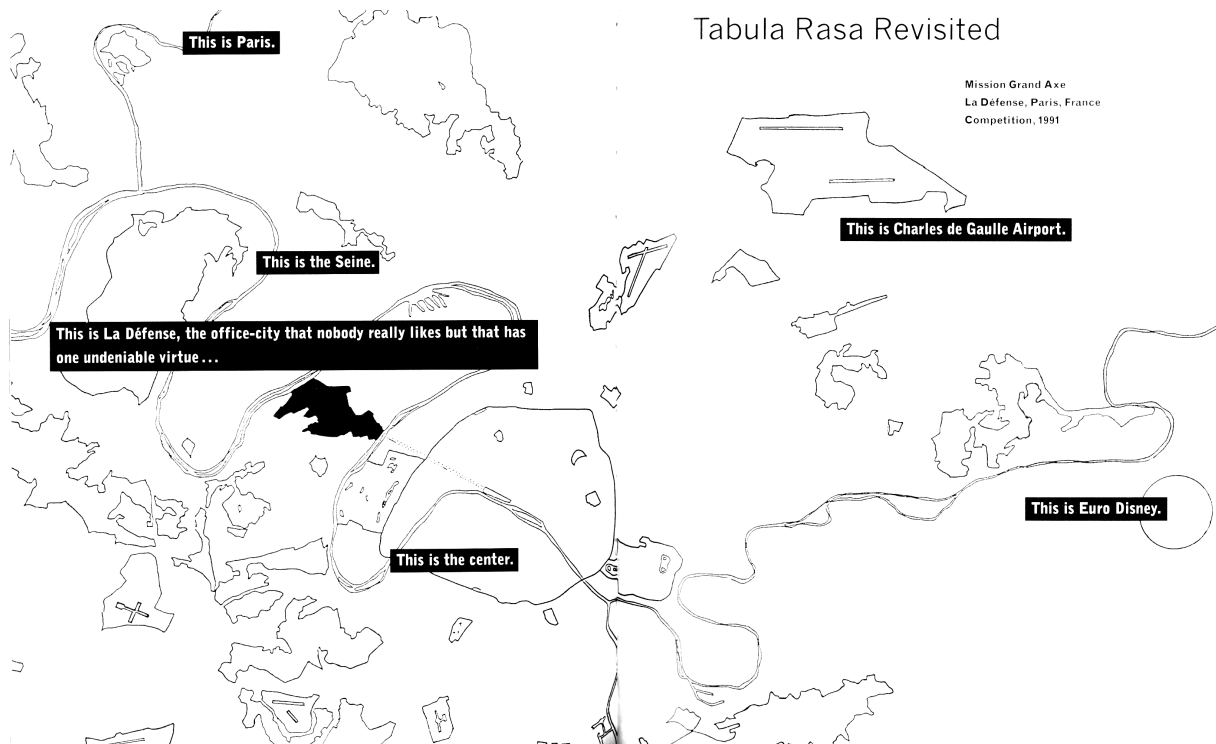 This is Paris.
Tabula Rasa Revisited
Mission Grand Axe
La Défense, Paris, France
Competition, 1991
This is Charles de Gaulle Airport.
This is the Seine.
This is La Défense, the office-city that nobody really likes but that has
one undeniable virtue...
This is Euro Disney.
This is the center.